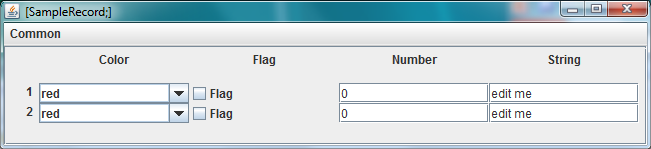 [SampleRecord;]
Common
Color Flag Number String
1 red Flag 0 edit me
2 red Flag 0 edit me